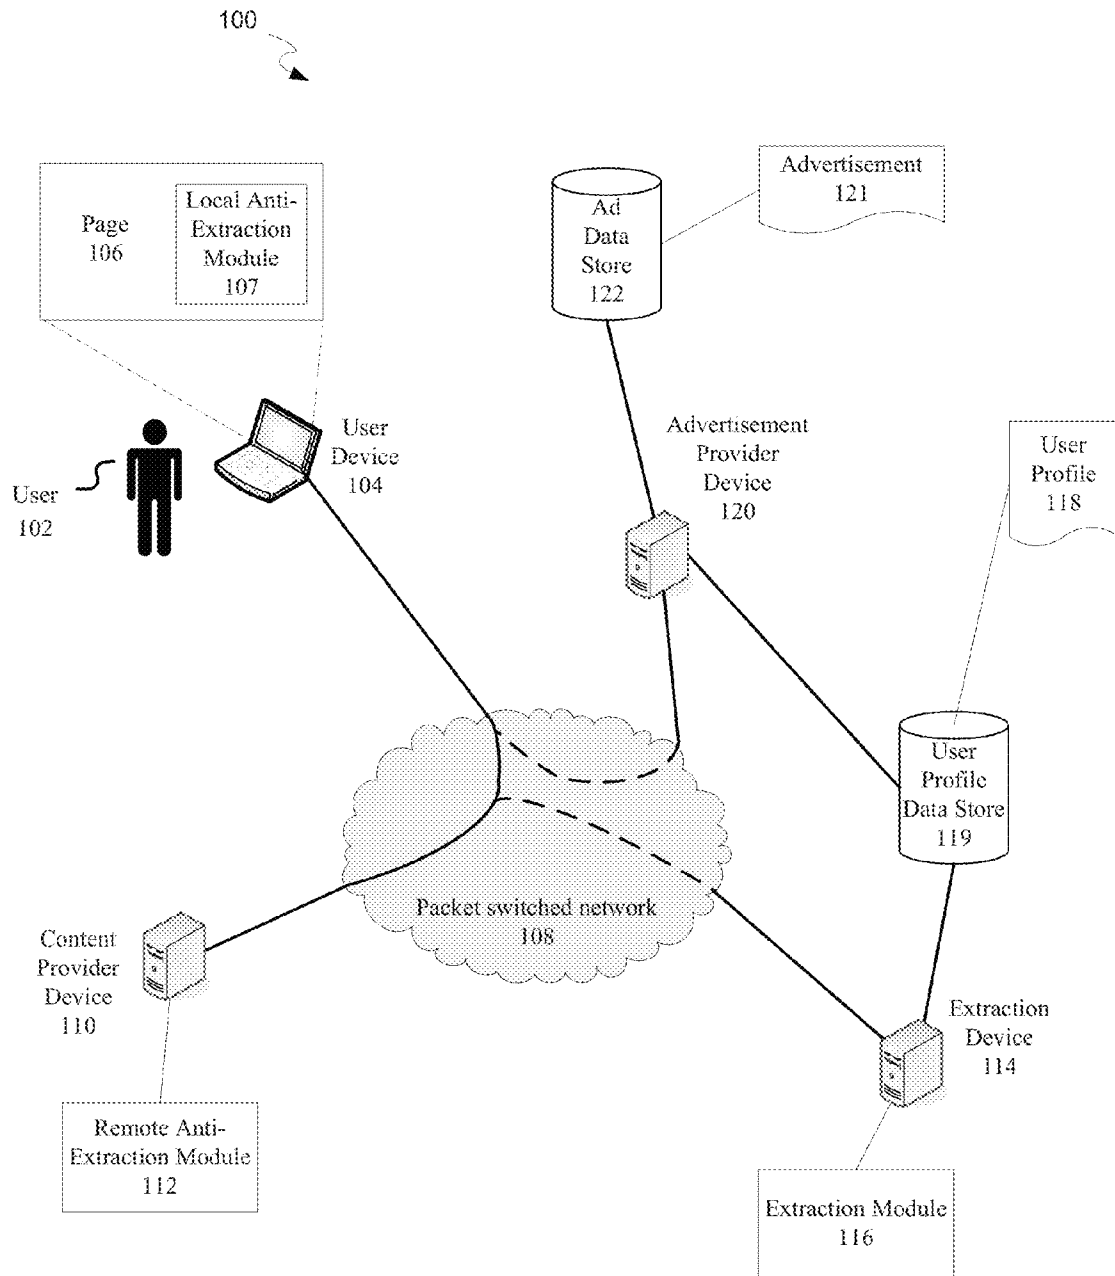 100
Page
106
Local Anti-
Extraction
Module
107
Ad
Data
Store
122
Advertisement
121
User
102
User
Device
104
Advertisement
Provider
Device
120
User
Profile
118
User
Profile
Data Store
119
Packet switched network
108
Content
Provider
Device
110
Remote Anti-
Extraction Module
112
Extraction
Device
114
Extraction Module
116